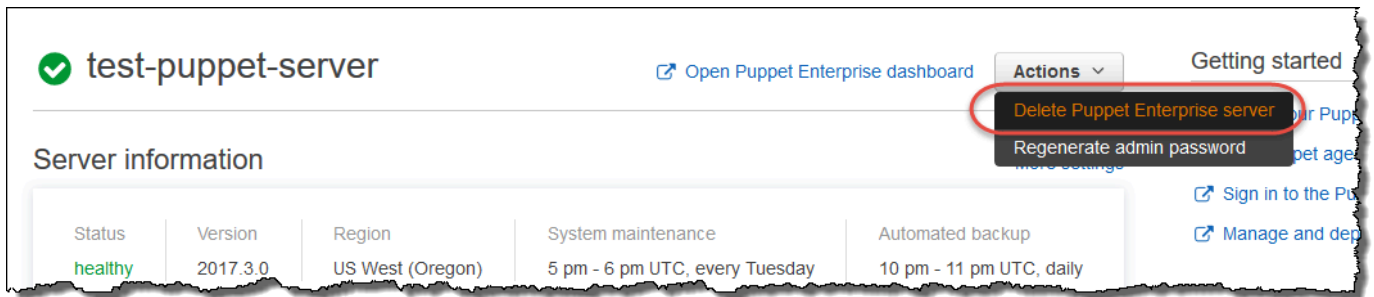 test-puppet-server
Open Puppet Enterprise dashboard
Actions
Getting started
Delete Puppet Enterprise server
Regenerate admin password
Sign in to the
Manage and
Server information
Status
Version
Region
System maintenance
Automated backup
healthy
2017.3.0
US West (Oregon)
5 pm - 6 pm UTC, every Tuesday
10 pm - 11 pm UTC, daily